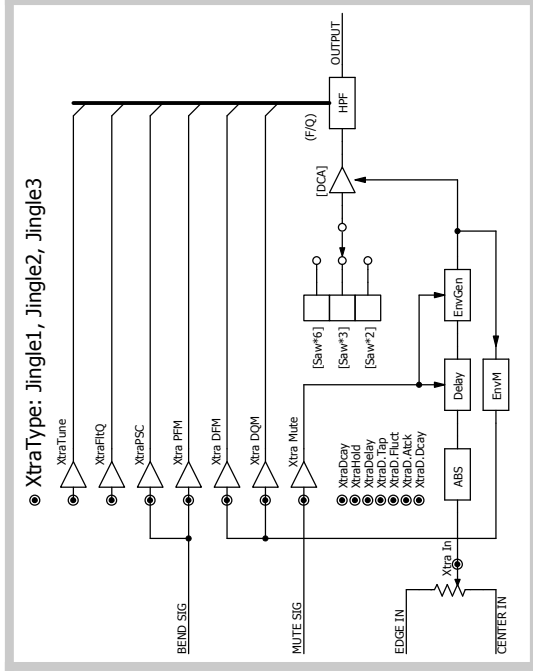 XtraType: Jingle1, Jingle2, Jingle3
XtraTune
XtraFltQ
XtraPSC
Xtra PFM
Xtra DFM
Xtra DQM
Xtra Mute
BEND SIG
MUTE SIG
(F/Q)
HPF
OUTPUT
[DCA]
[Saw*6]
[Saw*3]
[Saw*2]
XtraDcay
XtraHold
XtraDelay
XtraD.Tap
XtraD.Fluct
XtraD.Atck
XtraD.Dcay
EDGE IN
CENTER IN
Xtra In
ABS
Delay
EnvGen
EnvM